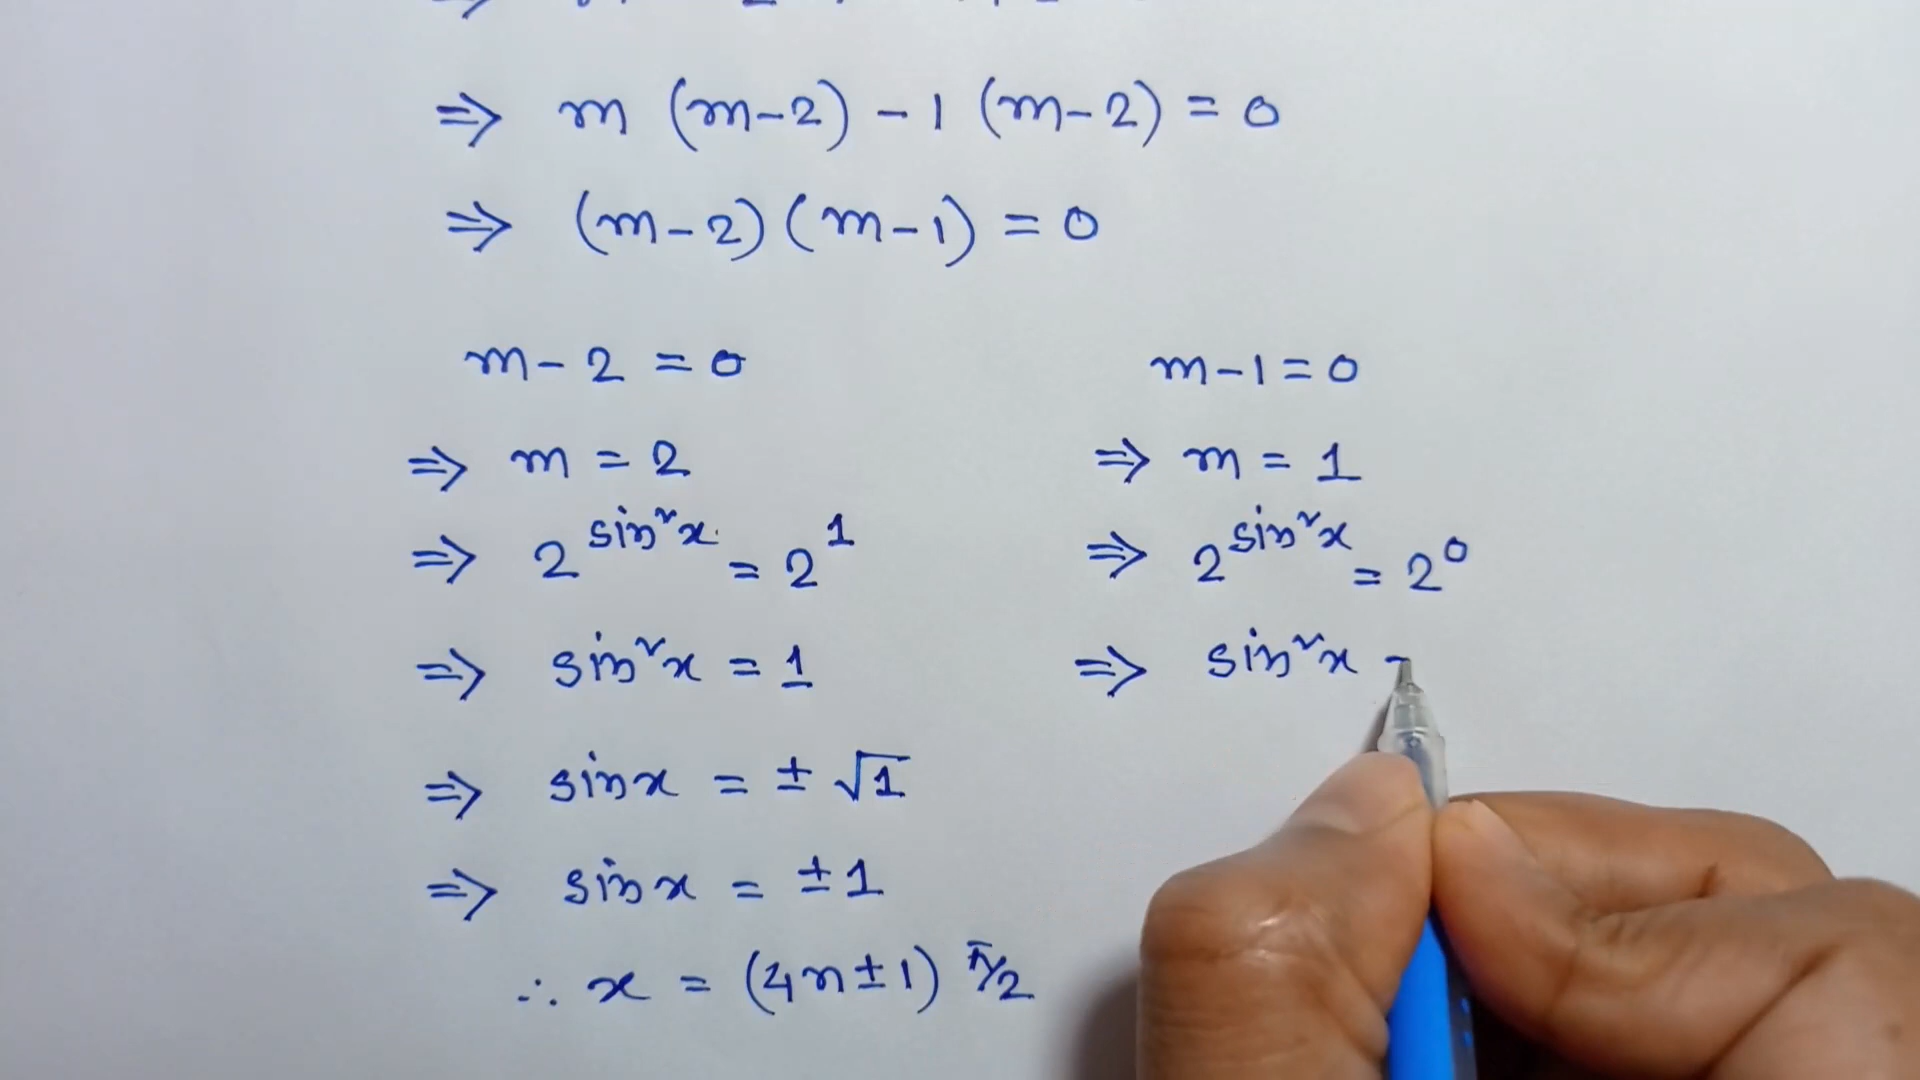 ⇒ m (m-2) - 1 (m-2) = 0
⇒ (m-2) (m-1) = 0
m - 2 = 0
⇒ m = 2
⇒ 2^sin²x = 2^1
⇒ sin²x = 1
⇒ sinx = ± √1
⇒ sin x = ±1
∴ x = (4n±1) π/2
m-1=0
⇒ m = 1
⇒ 2^sin²x = 2^0
⇒ sin²x -